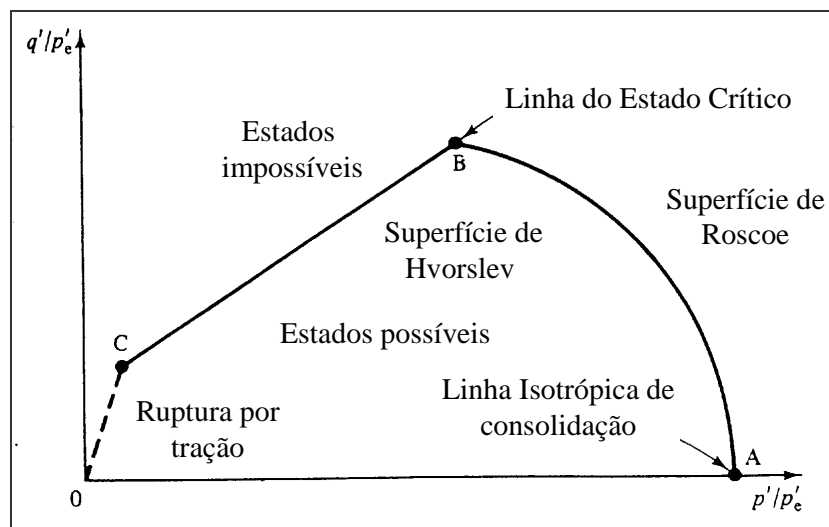 q'/p'e
Linha do Estado Crítico
Estados
impossíveis
B
Superfície de
Roscoe
Superfície de
Hvorslev
C
Estados possíveis
Linha Isotrópica de
consolidação
Ruptura por
tração
A
0
p'/p'e